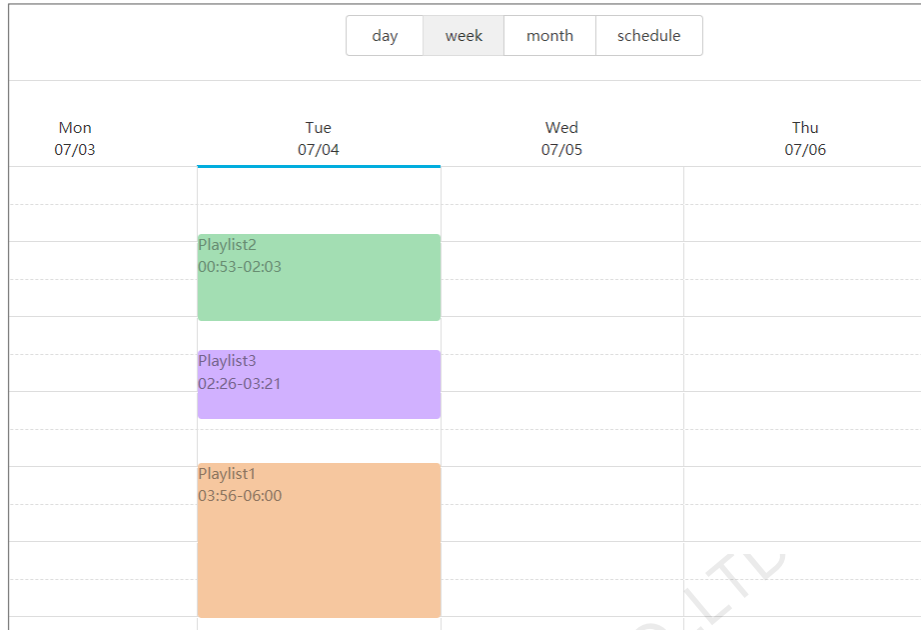 day week month schedule
Mon Tue Wed Thu
07/03 07/04 07/05 07/06
Playlist2
00:53-02:03
Playlist3
02:26-03:21
Playlist1
03:56-06:00
.,LTD